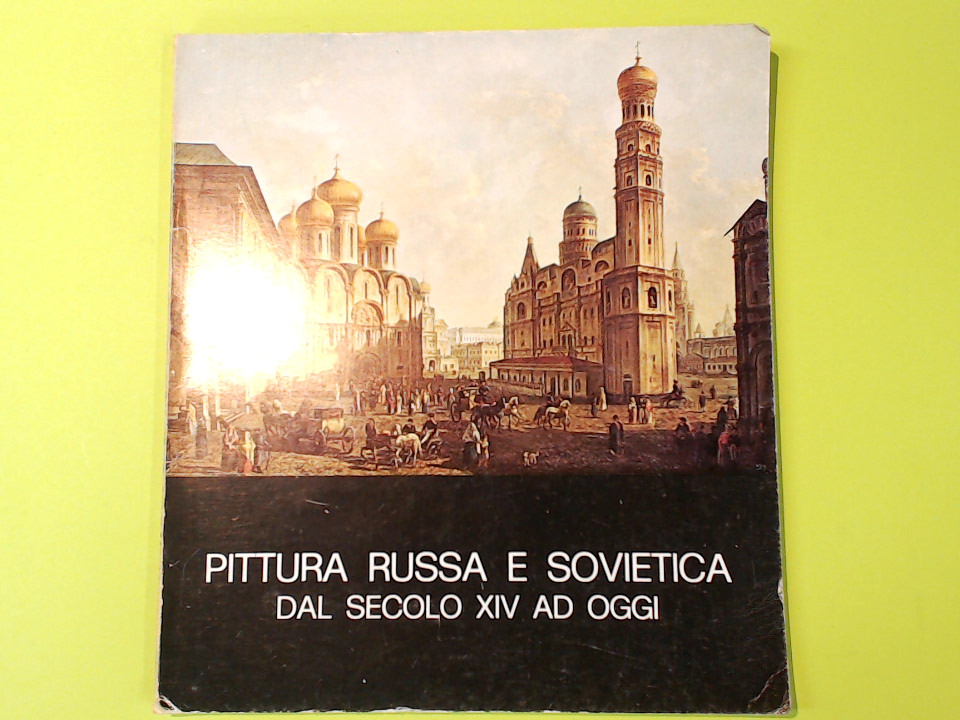 PITTURA RUSSA E SOVIETICA
DAL SECOLO XIV AD OGGI